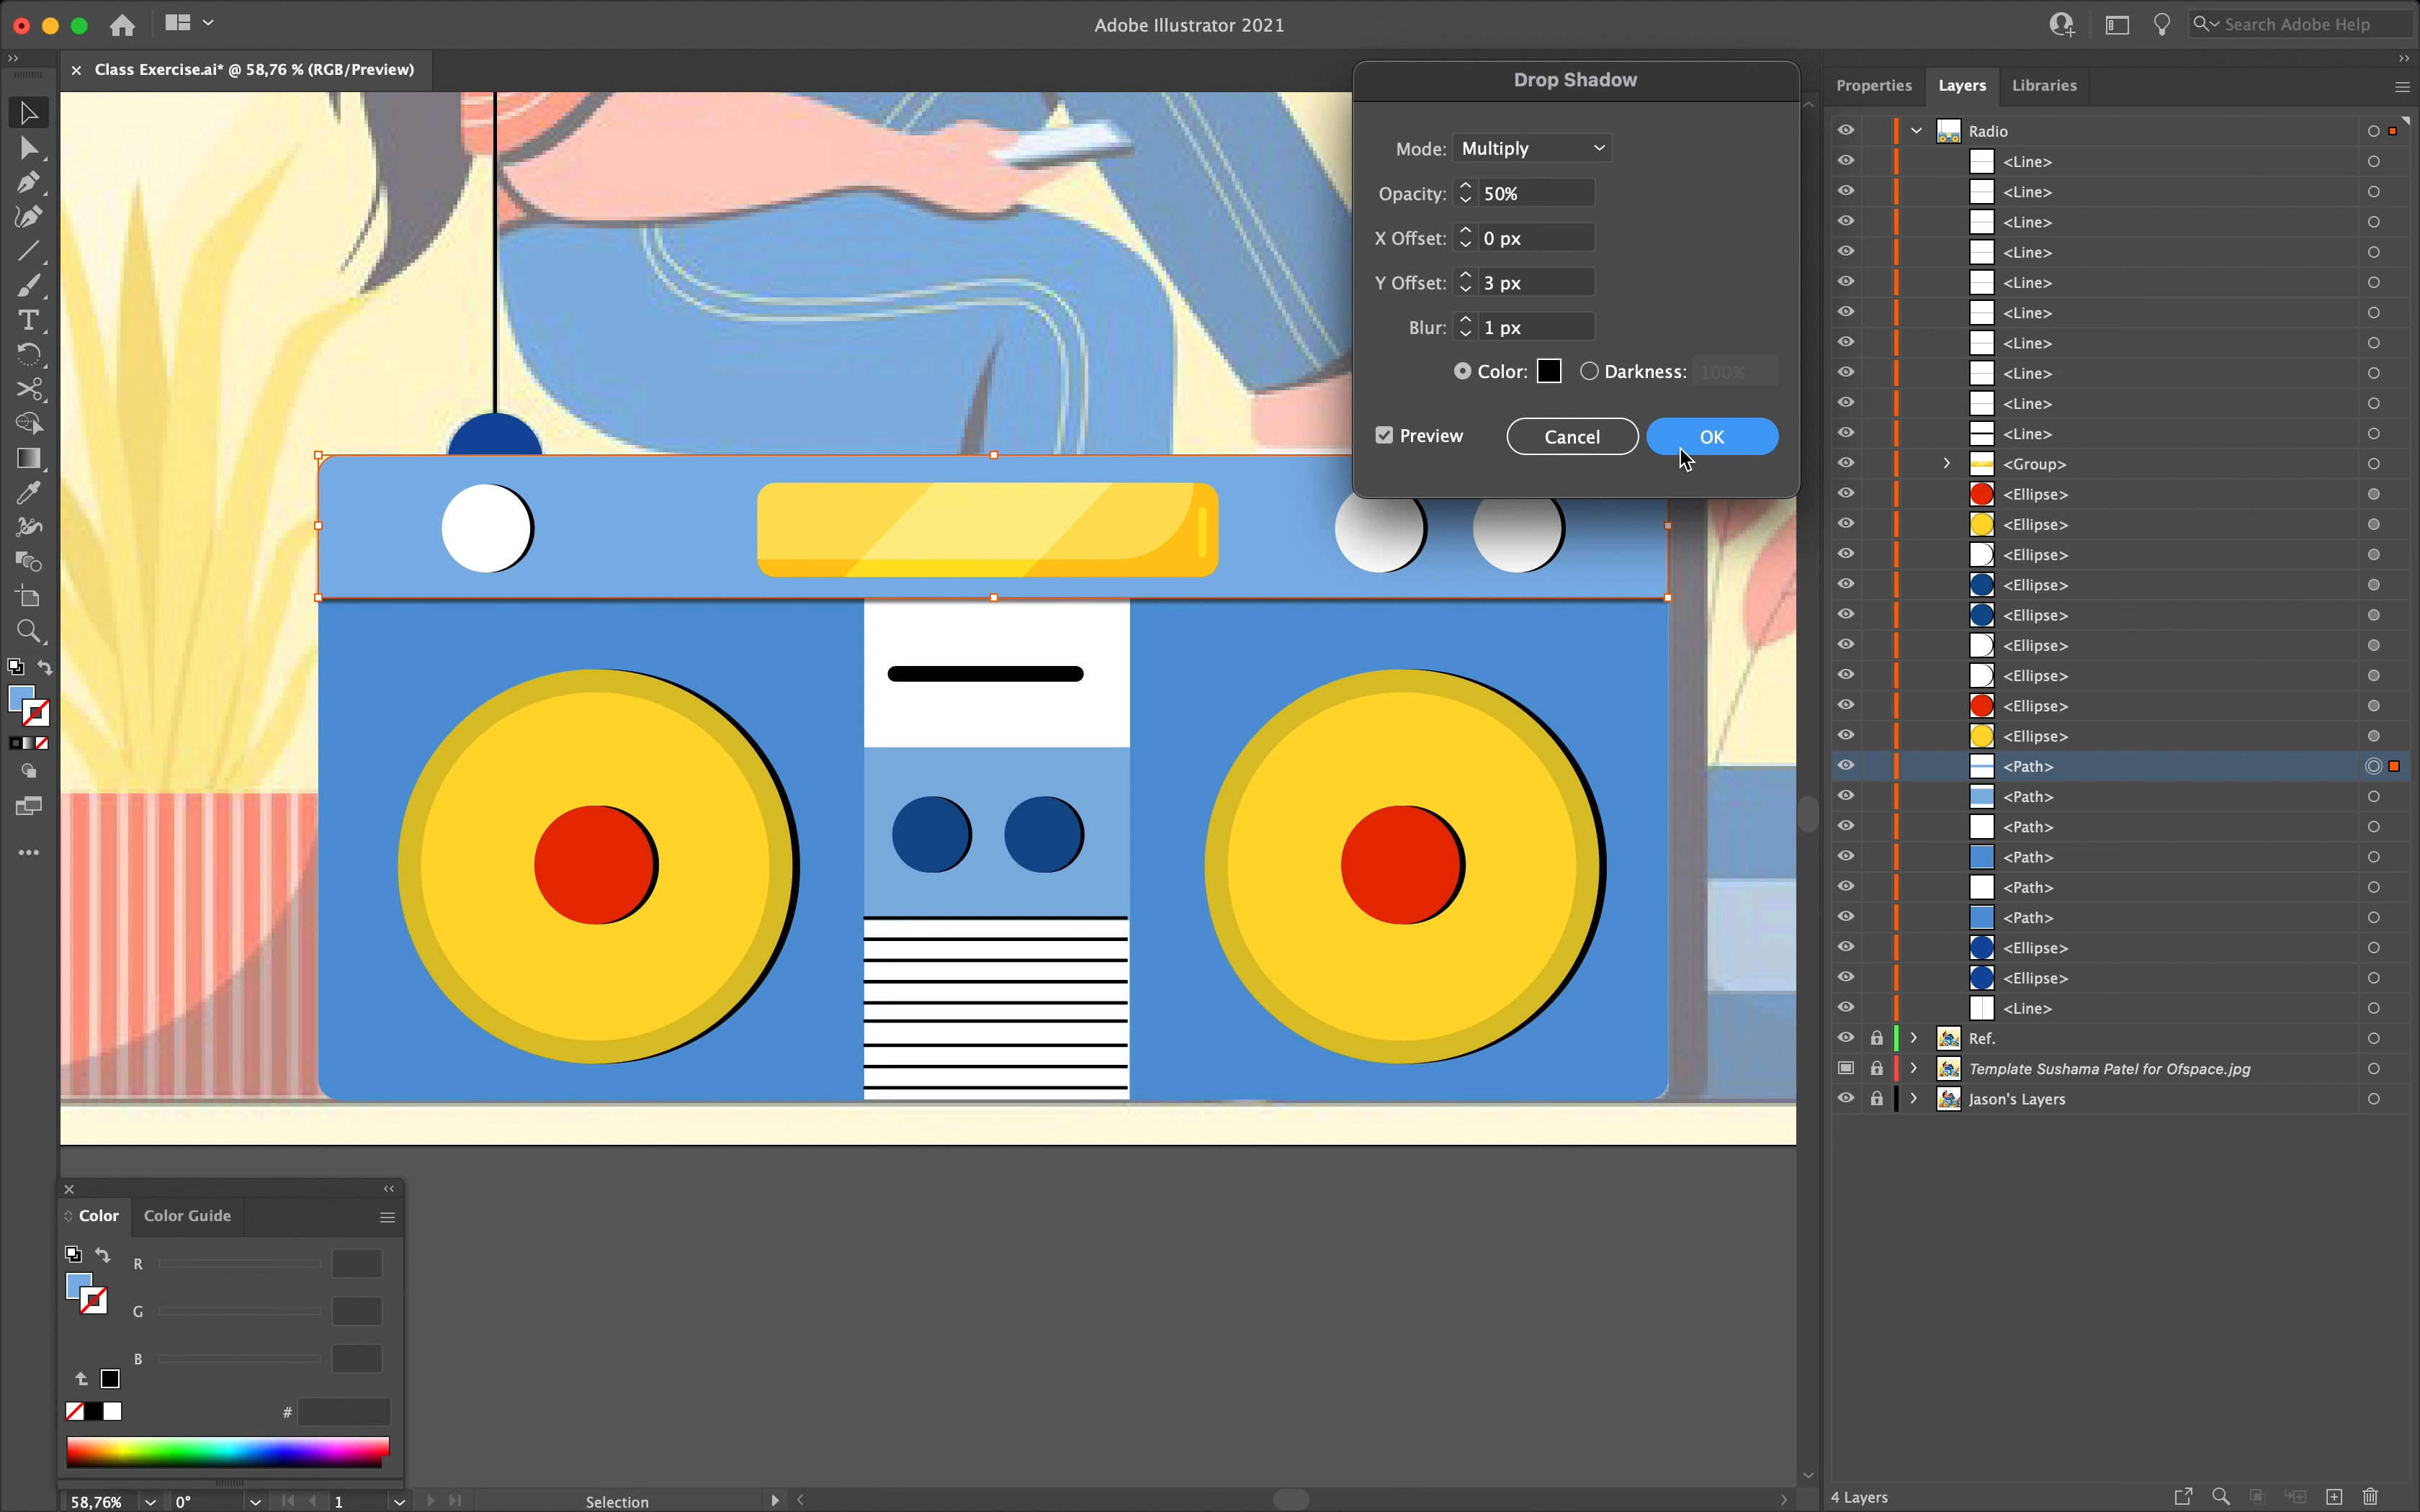 Adobe Illustrator 2021
Search Adobe Help
Class Exercise.ai* @ 58,76 % (RGB/Preview)
Drop Shadow
Mode: Multiply
Opacity: 50%
X Offset: 0 px
Y Offset: 3 px
Blur: 1 px
Color: Darkness: 100%
Preview Cancel OK
Properties Layers Libraries
Radio
<Line>
<Line>
<Line>
<Line>
<Line>
<Line>
<Line>
<Line>
<Line>
<Line>
<Group>
<Ellipse>
<Ellipse>
<Ellipse>
<Ellipse>
<Ellipse>
<Ellipse>
<Ellipse>
<Ellipse>
<Ellipse>
<Path>
<Path>
<Path>
<Path>
<Path>
<Path>
<Ellipse>
<Ellipse>
<Line>
Ref.
Template Sushama Patel for Ofspace.jpg
Jason's Layers
Color Color Guide
R
G
B
#
58,76% 0° 1 Selection
4 Layers